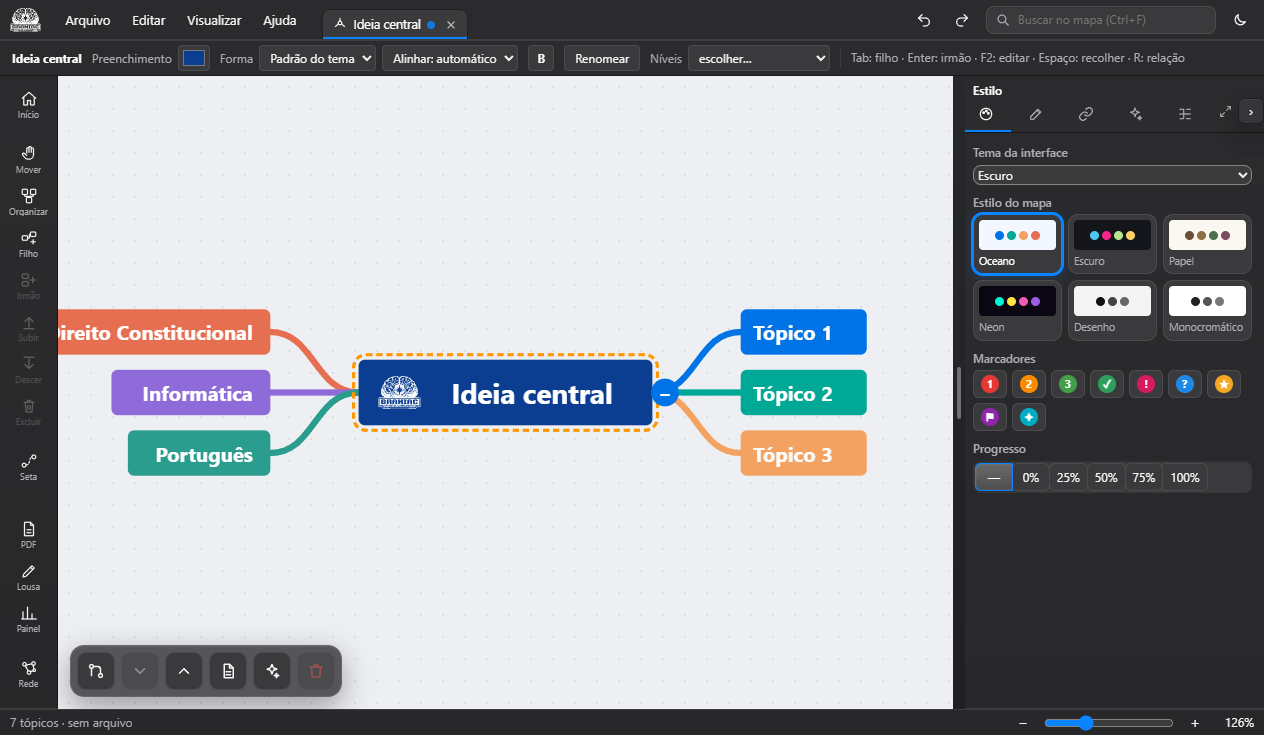 Arquivo Editar Visualizar Ajuda Ideia central Buscar no mapa (Ctrl+F)
Ideia central Preenchimento Forma Padrão do tema Alinhar: automático B Renomear Níveis escolher... Tab: filho · Enter: irmão · F2: editar · Espaço: recolher · R: relação
Início
Mover
Organizar
Filho
Irmão
Subir
Descer
Excluir
Seta
PDF
Lousa
Painel
Rede
Direito Constitucional
Informática
Português
BRAINIAC
Ideia central
Tópico 1
Tópico 2
Tópico 3
Estilo
Tema da interface
Escuro
Estilo do mapa
Oceano Escuro Papel
Neon Desenho Monocromático
Marcadores
1 2 3 ! ?
Progresso
— 0% 25% 50% 75% 100%
7 tópicos · sem arquivo
126%